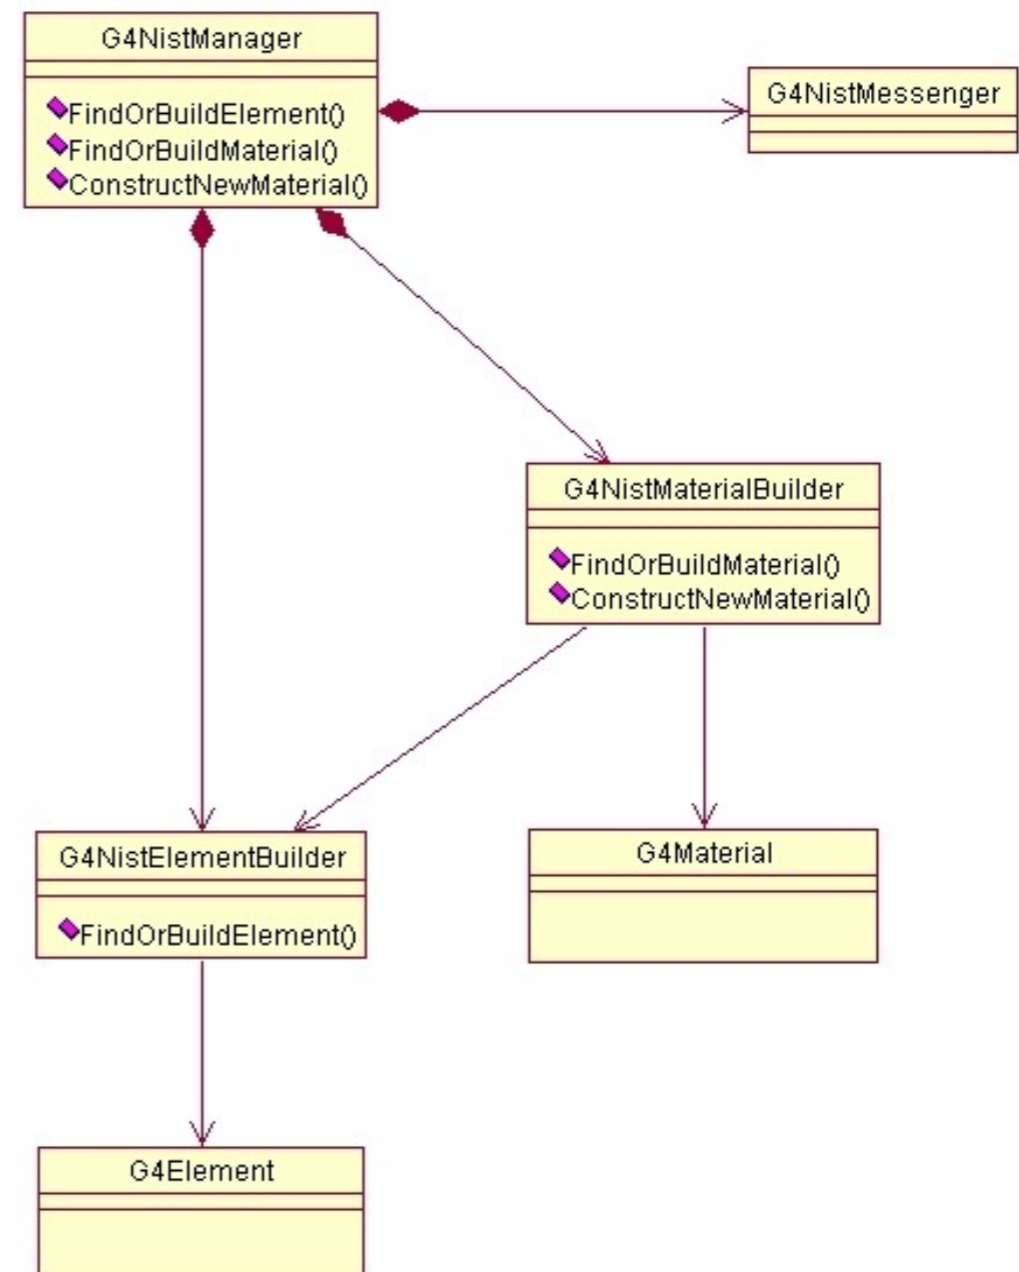 G4NistManager
FindOrBuildElement()
FindOrBuildMaterial()
ConstructNewMaterial()
G4NistMessenger
G4NistMaterialBuilder
FindOrBuildMaterial()
ConstructNewMaterial()
G4NistElementBuilder
FindOrBuildElement()
G4Material
G4Element